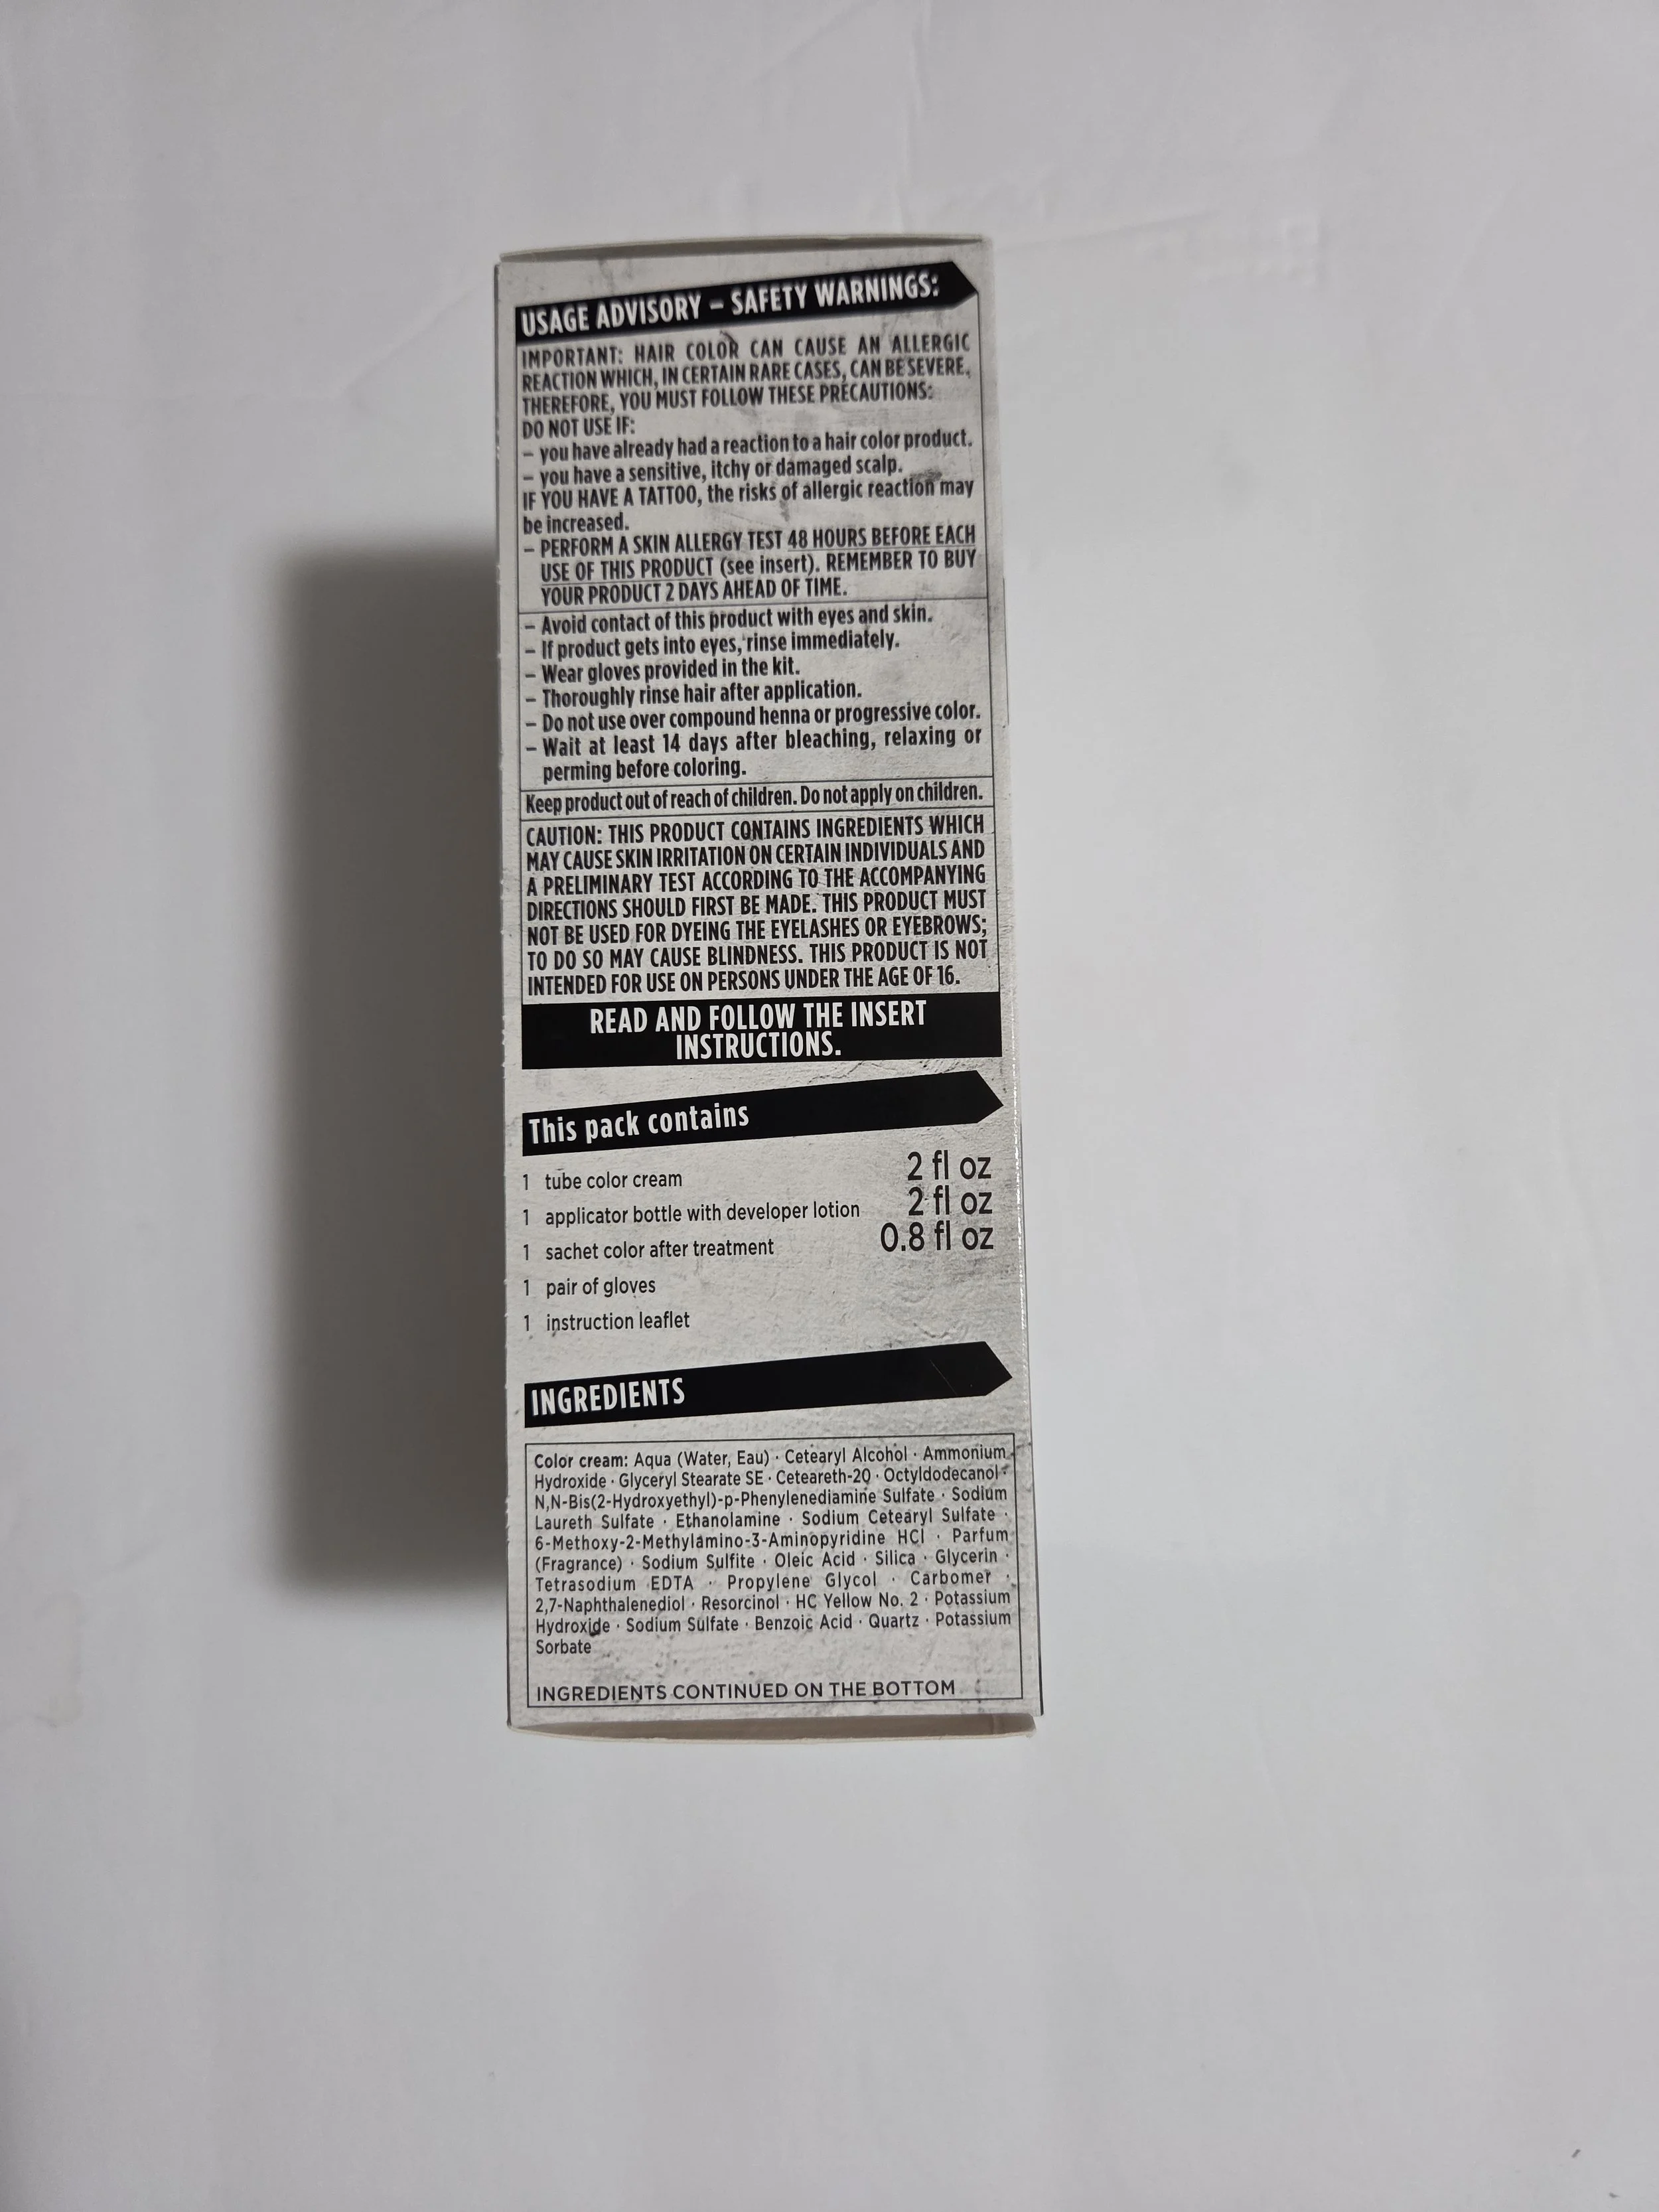 USAGE ADVISORY – SAFETY WARNINGS:
IMPORTANT: HAIR COLOR CAN CAUSE AN ALLERGIC
REACTION WHICH, IN CERTAIN RARE CASES, CAN BE SEVERE,
THEREFORE, YOU MUST FOLLOW THESE PRECAUTIONS:
DO NOT USE IF:
– you have already had a reaction to a hair color product.
– you have a sensitive, itchy or damaged scalp.
IF YOU HAVE A TATTOO, the risks of allergic reaction may
be increased.
– PERFORM A SKIN ALLERGY TEST 48 HOURS BEFORE EACH
USE OF THIS PRODUCT (see insert). REMEMBER TO BUY
YOUR PRODUCT 2 DAYS AHEAD OF TIME.
– Avoid contact of this product with eyes and skin.
– If product gets into eyes, rinse immediately.
– Wear gloves provided in the kit.
– Thoroughly rinse hair after application.
– Do not use over compound henna or progressive color.
– Wait at least 14 days after bleaching, relaxing or
perming before coloring.
Keep product out of reach of children. Do not apply on children.
CAUTION: THIS PRODUCT CONTAINS INGREDIENTS WHICH
MAY CAUSE SKIN IRRITATION ON CERTAIN INDIVIDUALS AND
A PRELIMINARY TEST ACCORDING TO THE ACCOMPANYING
DIRECTIONS SHOULD FIRST BE MADE. THIS PRODUCT MUST
NOT BE USED FOR DYEING THE EYELASHES OR EYEBROWS;
TO DO SO MAY CAUSE BLINDNESS. THIS PRODUCT IS NOT
INTENDED FOR USE ON PERSONS UNDER THE AGE OF 16.
READ AND FOLLOW THE INSERT
INSTRUCTIONS.
This pack contains
1 tube color cream 2 fl oz
1 applicator bottle with developer lotion 2 fl oz
1 sachet color after treatment 0.8 fl oz
1 pair of gloves
1 instruction leaflet
INGREDIENTS
Color cream: Aqua (Water, Eau) · Cetearyl Alcohol · Ammonium
Hydroxide · Glyceryl Stearate SE · Ceteareth-20 · Octyldodecanol ·
N,N-Bis(2-Hydroxyethyl)-p-Phenylenediamine Sulfate · Sodium
Laureth Sulfate · Ethanolamine · Sodium Cetearyl Sulfate ·
6-Methoxy-2-Methylamino-3-Aminopyridine HCl · Parfum
(Fragrance) · Sodium Sulfite · Oleic Acid · Silica · Glycerin ·
Tetrasodium EDTA · Propylene Glycol · Carbomer ·
2,7-Naphthalenediol · Resorcinol · HC Yellow No. 2 · Potassium
Hydroxide · Sodium Sulfate · Benzoic Acid · Quartz · Potassium
Sorbate
INGREDIENTS CONTINUED ON THE BOTTOM